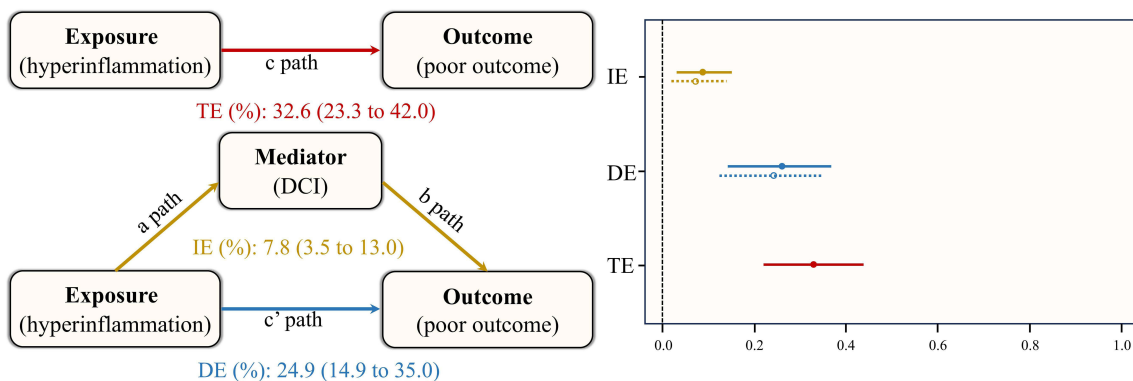 Exposure
(hyperinflammation)
c path
Outcome
(poor outcome)
TE (%): 32.6 (23.3 to 42.0)
Mediator
(DCI)
a path
b path
IE (%): 7.8 (3.5 to 13.0)
Exposure
(hyperinflammation)
c’ path
Outcome
(poor outcome)
DE (%): 24.9 (14.9 to 35.0)
IE
DE
TE
0.0 0.2 0.4 0.6 0.8 1.0